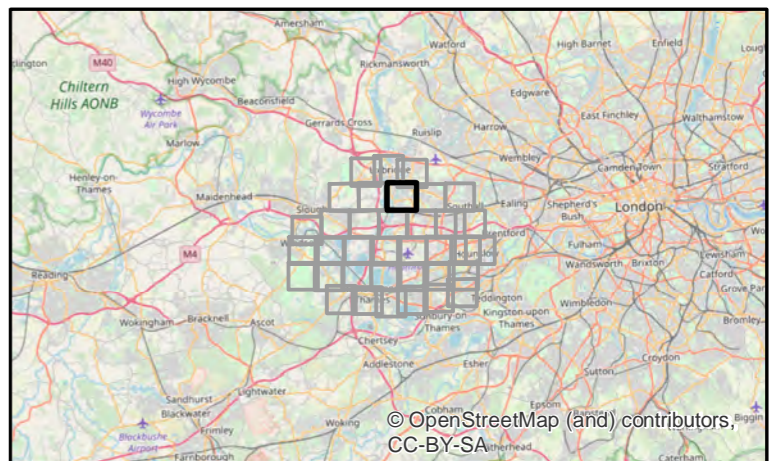 Amersham
Watford
High Barnet
Enfield
M40
Rickmansworth
High Wycombe
Chiltern
Hills AONB
Wycombe
Air Park
Beaconsfield
Edgware
Gerrards Cross
East Finchley
Walthamstow
Marlow
Ruislip
Harrow
Wembley
Camden Town
Stratford
Henley-on-
Thames
Maidenhead
Southall
Ealing
Shepherd's
Bush
London
Fulham
M4
Hounslow
Wandsworth
Brixton
Lewisham
Reading
Catford
Teddington
Wimbledon
Wokingham
Bracknell
Ascot
Kingston upon
Thames
Bromley
Chertsey
Addlestone
Esher
Croydon
Lightwater
Sutton
Sandhurst
Blackwater
Cobham
Epsom
Frimley
Woking
Blackbushe
Airport
Farnborough
Caterham
© OpenStreetMap (and) contributors,
CC-BY-SA